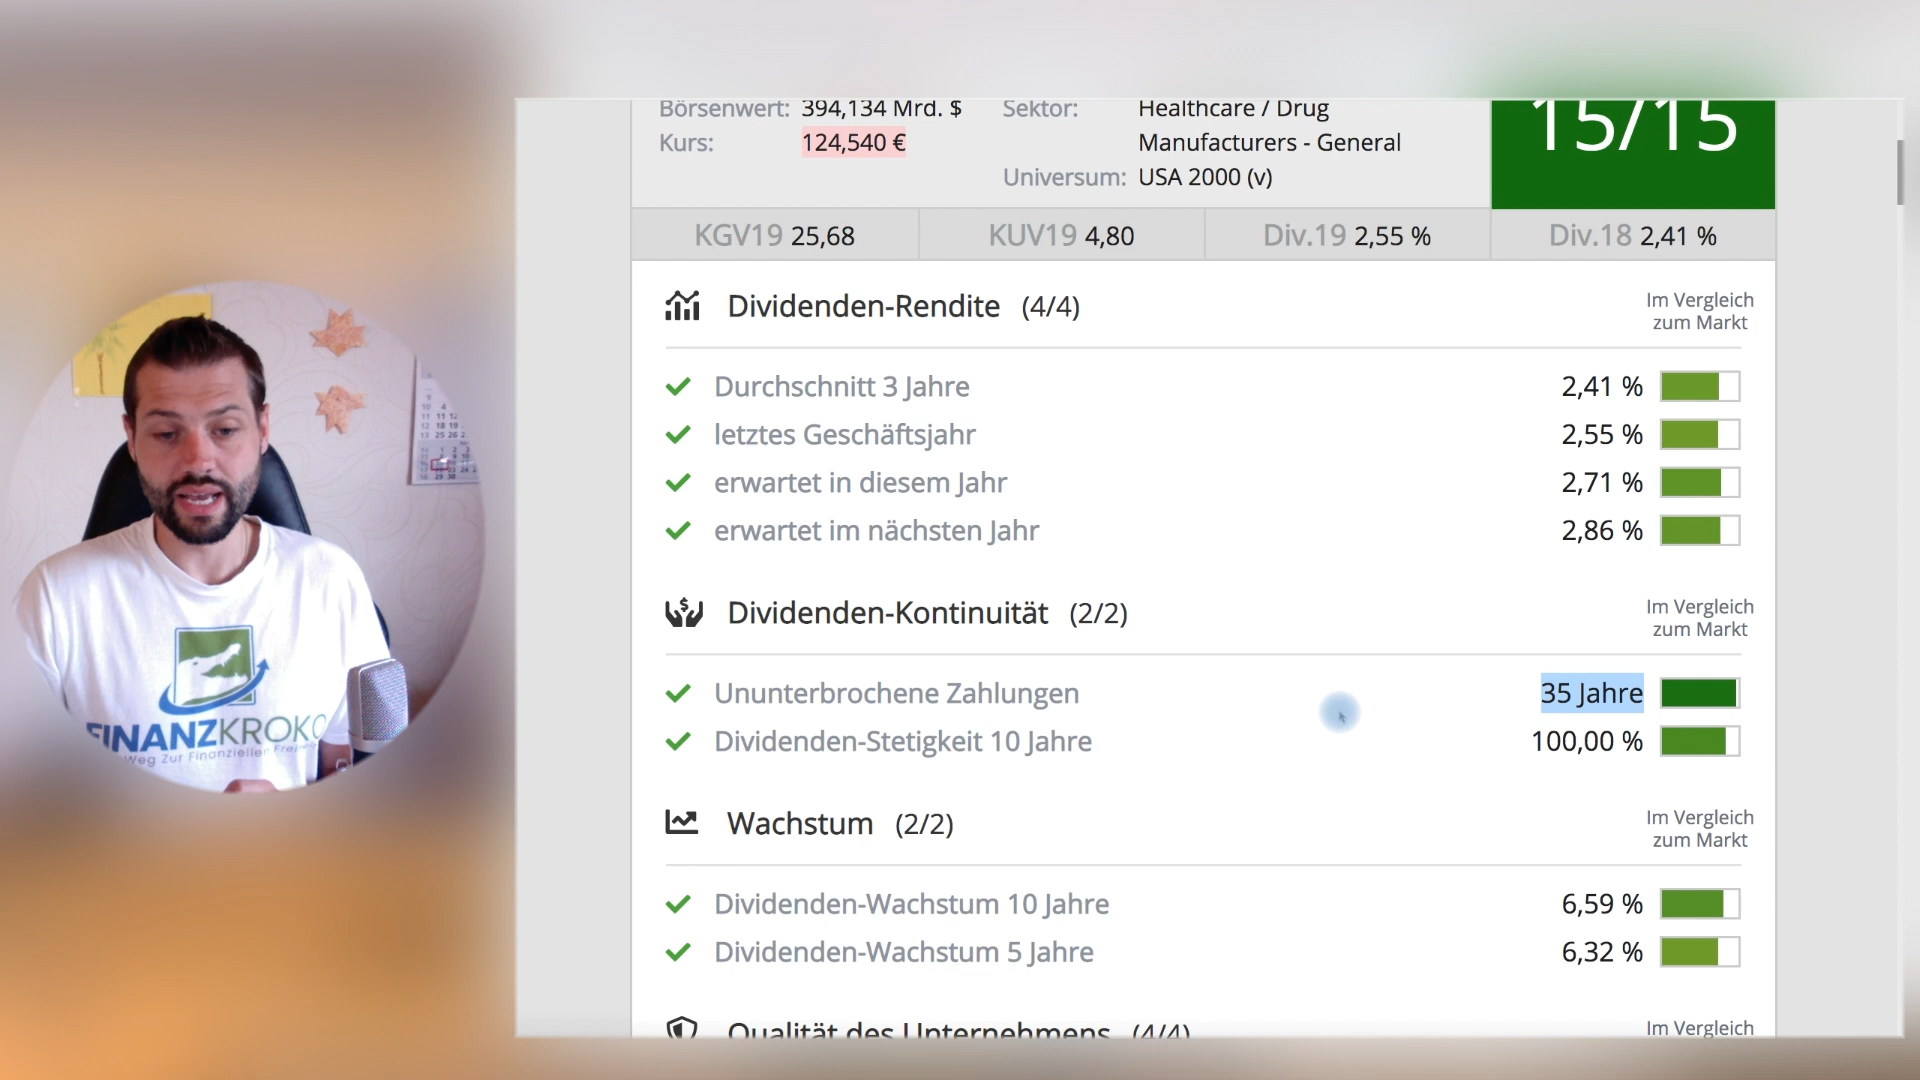 Börsenwert: 394,134 Mrd. $ Sektor: Healthcare / Drug
Kurs: 124,540 € Manufacturers - General
Universum: USA 2000 (v)
15/15
KGV19 25,68 KUV19 4,80 Div.19 2,55 % Div.18 2,41 %
Dividenden-Rendite (4/4) Im Vergleich
zum Markt
Durchschnitt 3 Jahre 2,41 %
letztes Geschäftsjahr 2,55 %
erwartet in diesem Jahr 2,71 %
erwartet im nächsten Jahr 2,86 %
Dividenden-Kontinuität (2/2) Im Vergleich
zum Markt
Ununterbrochene Zahlungen 35 Jahre
Dividenden-Stetigkeit 10 Jahre 100,00 %
Wachstum (2/2) Im Vergleich
zum Markt
Dividenden-Wachstum 10 Jahre 6,59 %
Dividenden-Wachstum 5 Jahre 6,32 %
Qualität des Unternehmens (4/4) Im Vergleich
FINANZKROKO
Weg Zur Finanziellen